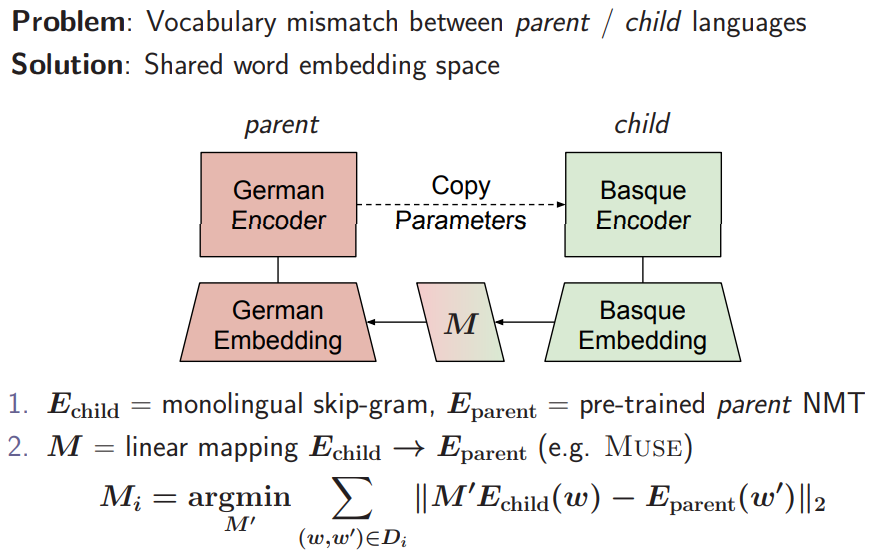 Problem: Vocabulary mismatch between parent / child languages
Solution: Shared word embedding space
parent
child
German
Encoder
Copy
Parameters
Basque
Encoder
German
Embedding
M
Basque
Embedding
1. E_child = monolingual skip-gram, E_parent = pre-trained parent NMT
2. M = linear mapping E_child → E_parent (e.g. MUSE)
M_i = argmin_{M'} ∑_{(w,w')∈D_i} ‖M'E_child(w) − E_parent(w')‖_2